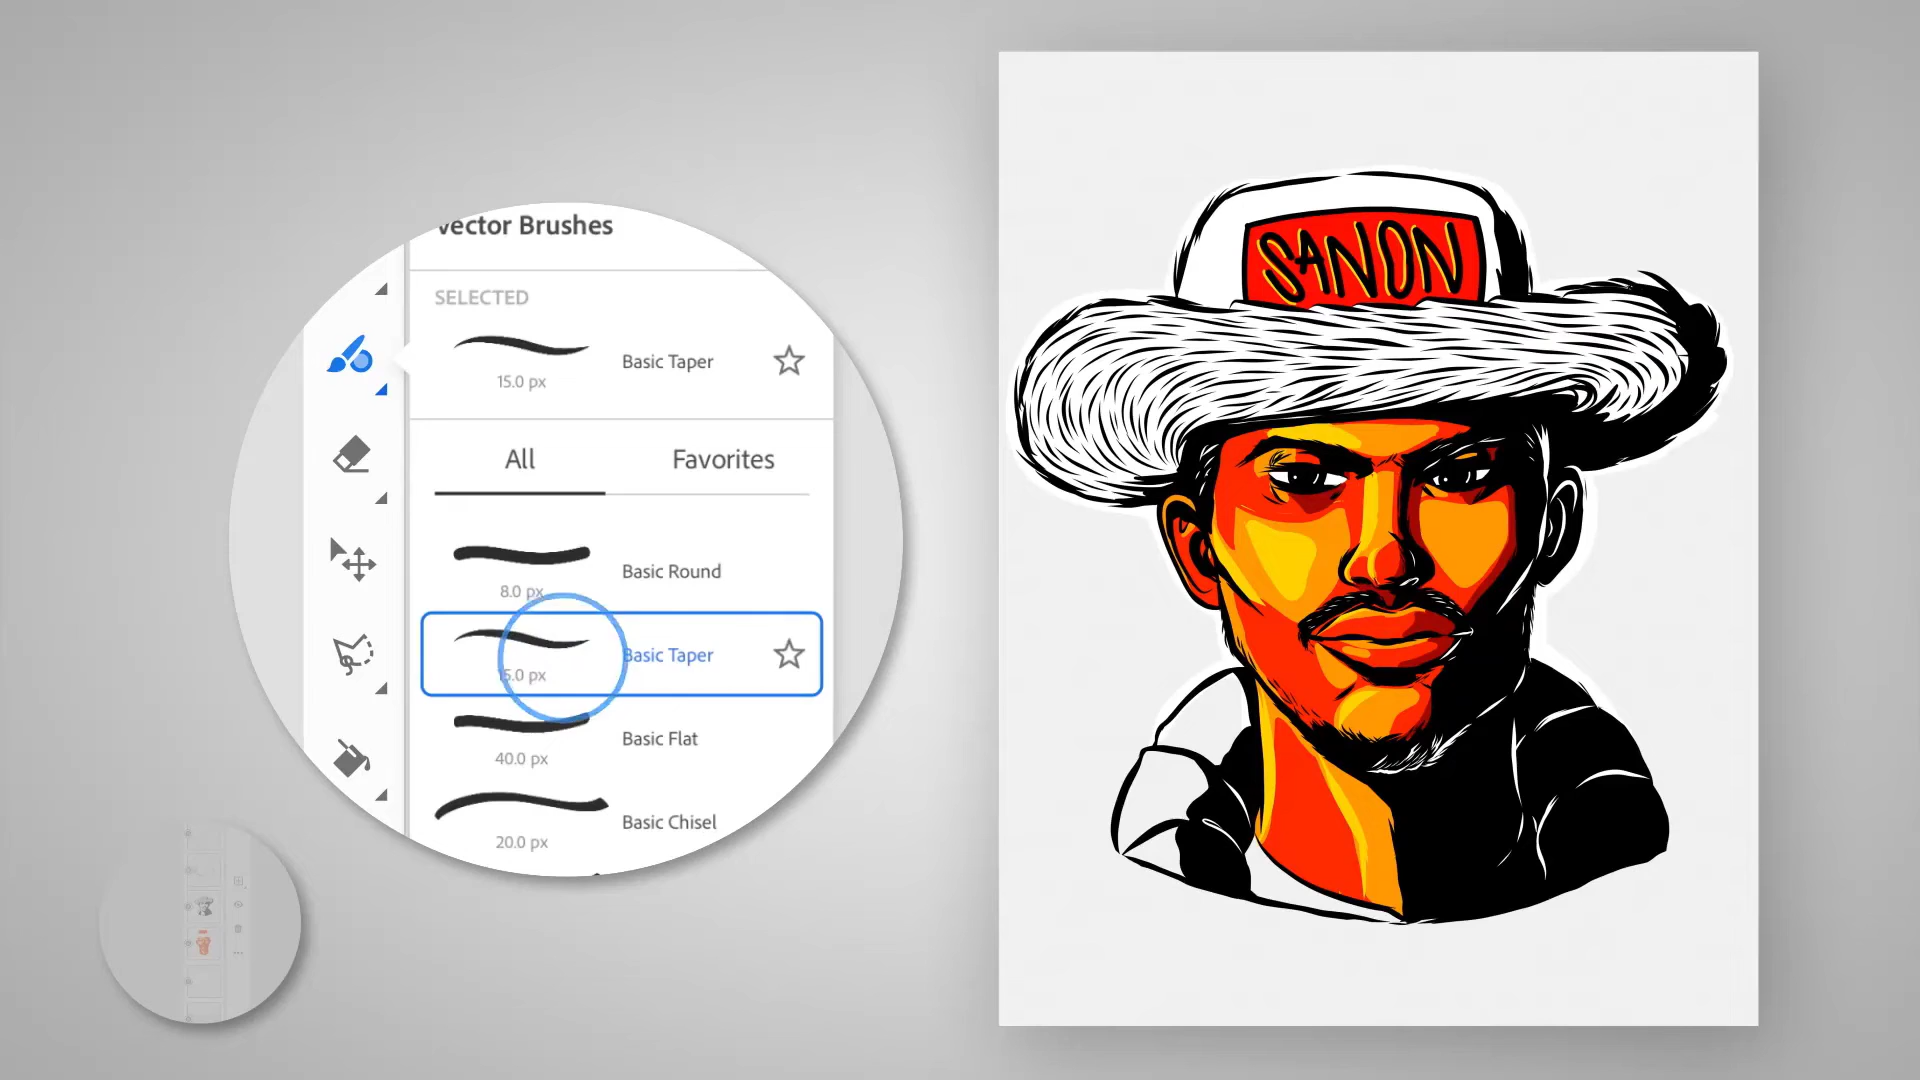 Vector Brushes
SELECTED
Basic Taper
15.0 px
All Favorites
Basic Round
8.0 px
Basic Taper
15.0 px
Basic Flat
40.0 px
Basic Chisel
20.0 px
SANON